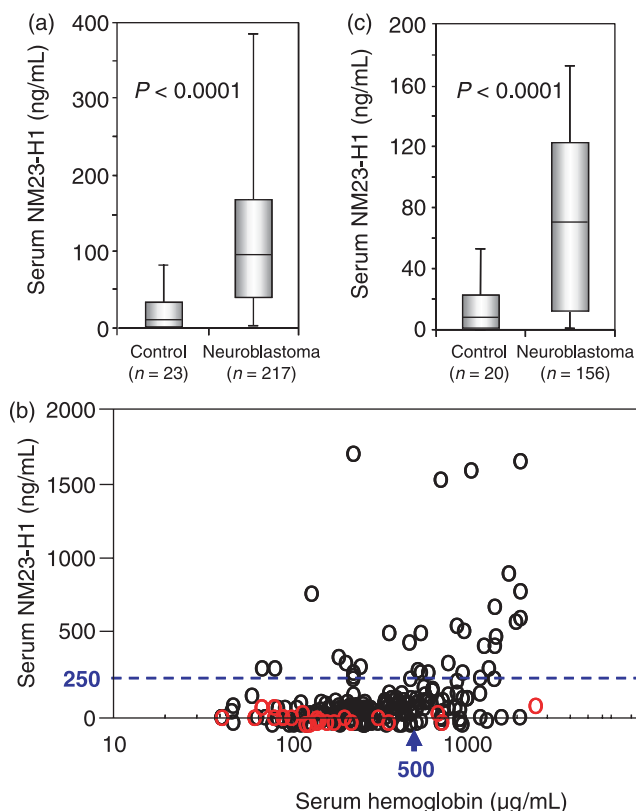 (a)
Serum NM23-H1 (ng/mL)
400
300
200
100
0
P < 0.0001
Control
(n = 23)
Neuroblastoma
(n = 217)
(c)
Serum NM23-H1 (ng/mL)
200
160
120
80
40
0
P < 0.0001
Control
(n = 20)
Neuroblastoma
(n = 156)
(b)
Serum NM23-H1 (ng/mL)
2000
1500
1000
500
250
0
10
100
1000
500
Serum hemoglobin (µg/mL)